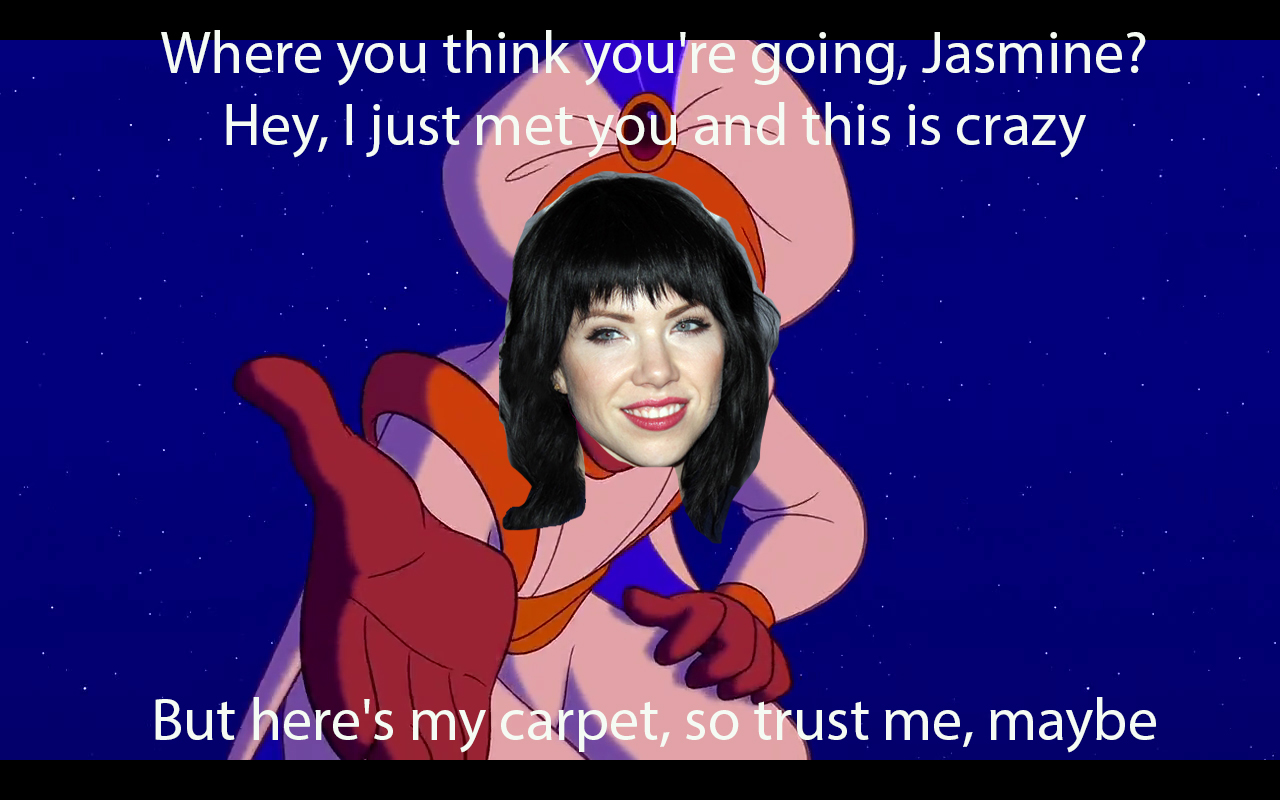 Where you think you're going, Jasmine?
Hey, I just met you and this is crazy
But here's my carpet, so trust me, maybe